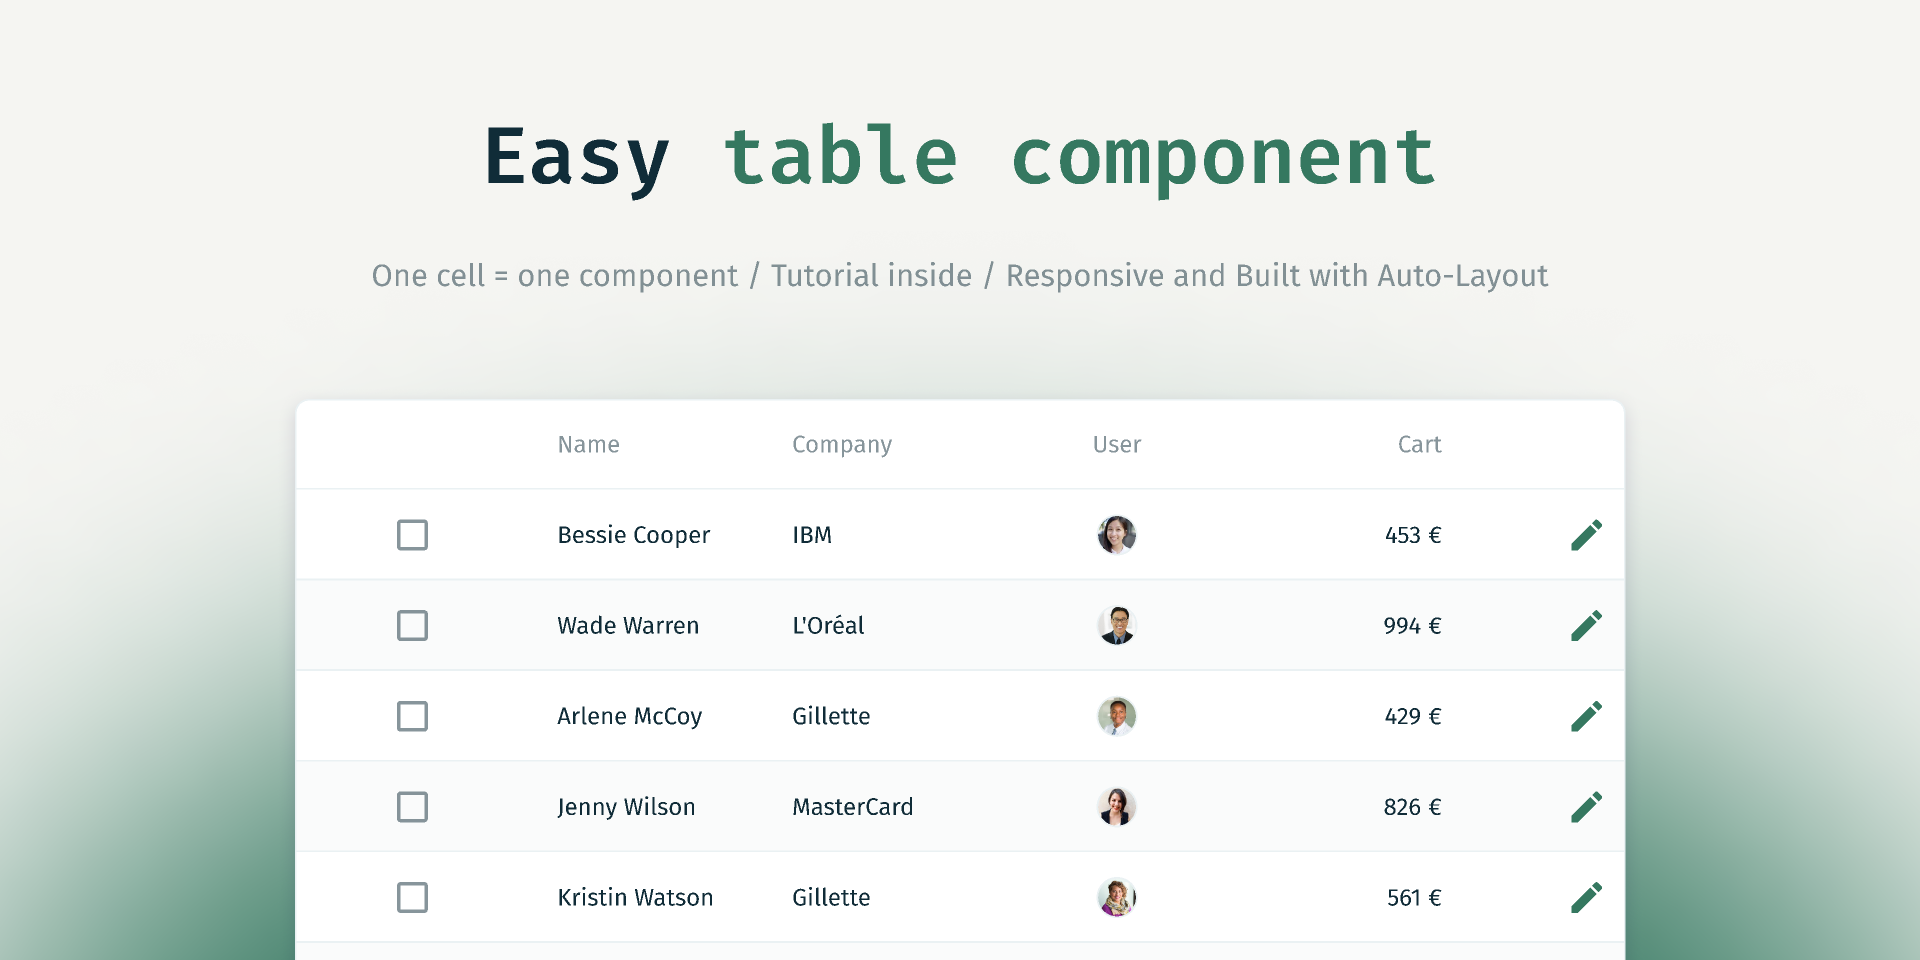 Easy table component
One cell = one component / Tutorial inside / Responsive and Built with Auto-Layout
Name Company User Cart
Bessie Cooper IBM 453 €
Wade Warren L'Oréal 994 €
Arlene McCoy Gillette 429 €
Jenny Wilson MasterCard 826 €
Kristin Watson Gillette 561 €